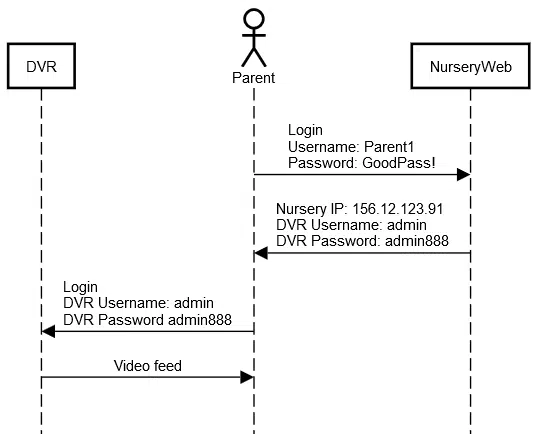 DVR
Parent
NurseryWeb
Login
Username: Parent1
Password: GoodPass!
Nursery IP: 156.12.123.91
DVR Username: admin
DVR Password: admin888
Login
DVR Username: admin
DVR Password admin888
Video feed